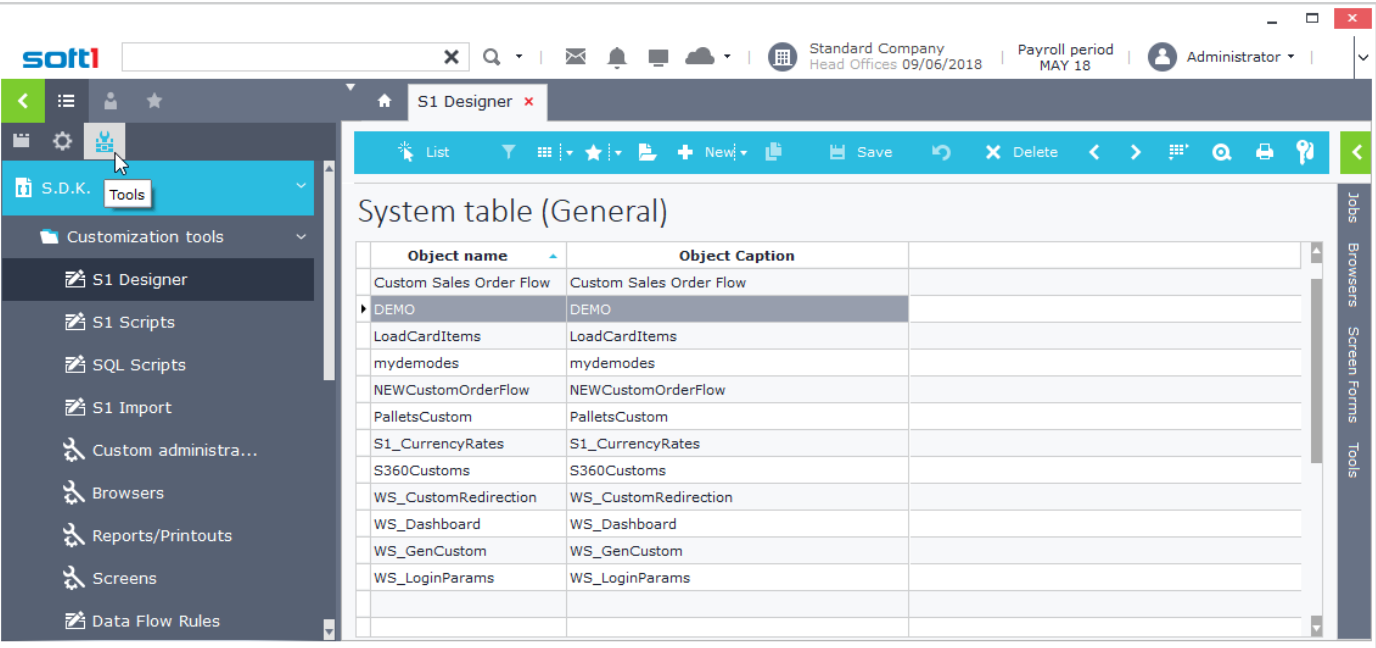 soft1
Standard Company
Head Offices 09/06/2018
Payroll period
MAY 18
Administrator
S1 Designer
List
New
Save
Delete
S.D.K.
Tools
Customization tools
S1 Designer
S1 Scripts
SQL Scripts
S1 Import
Custom administra...
Browsers
Reports/Printouts
Screens
Data Flow Rules
System table (General)
Object name Object Caption
Custom Sales Order Flow Custom Sales Order Flow
DEMO DEMO
LoadCardItems LoadCardItems
mydemodes mydemodes
NEWCustomOrderFlow NEWCustomOrderFlow
PalletsCustom PalletsCustom
S1_CurrencyRates S1_CurrencyRates
S360Customs S360Customs
WS_CustomRedirection WS_CustomRedirection
WS_Dashboard WS_Dashboard
WS_GenCustom WS_GenCustom
WS_LoginParams WS_LoginParams
Jobs
Browsers
Screen Forms
Tools